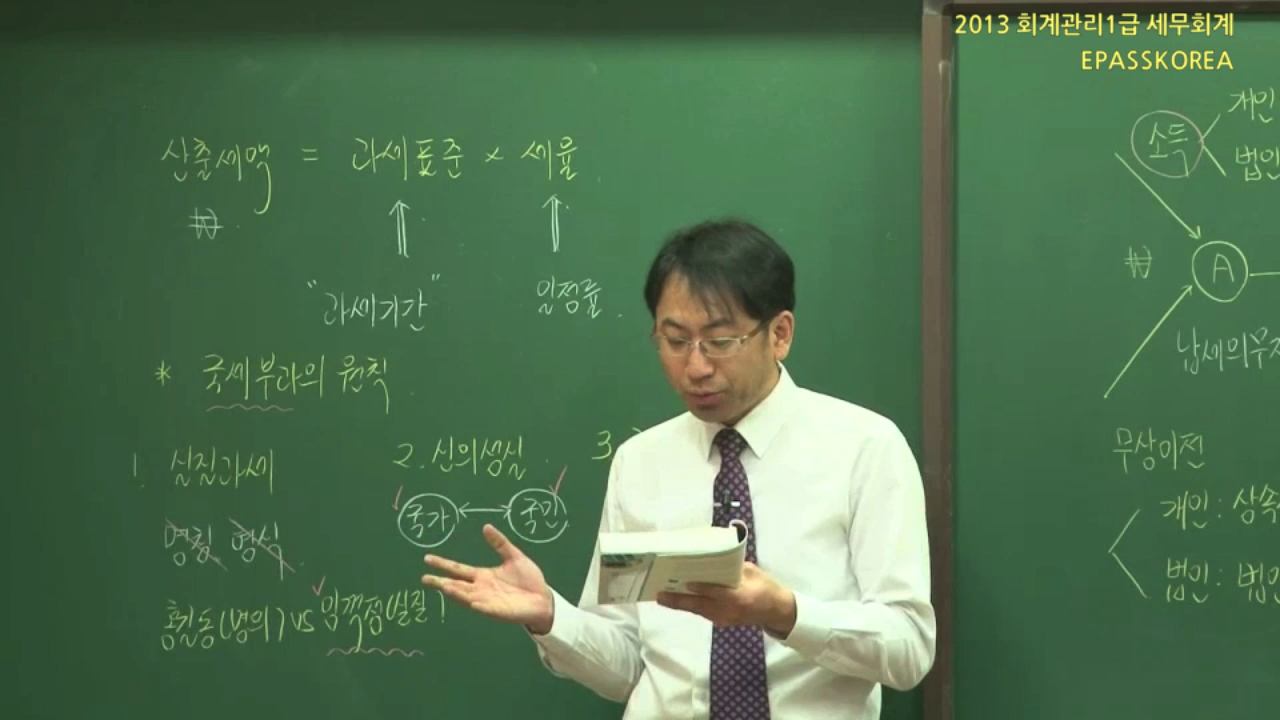 2013 회계관리1급 세무회계
EPASSKOREA
산출세액 = 과세표준 × 세율
₩
"과세기간"
일정률
* 국세부과의 원칙
1. 실질과세
명칭 형식
홍길동(명의) vs 임꺽정(실질)
2. 신의성실
국가 ↔ 국민
3.
소득
개인
법인
₩
A
납세의무자
무상이전
개인 : 상속
법인 : 법인